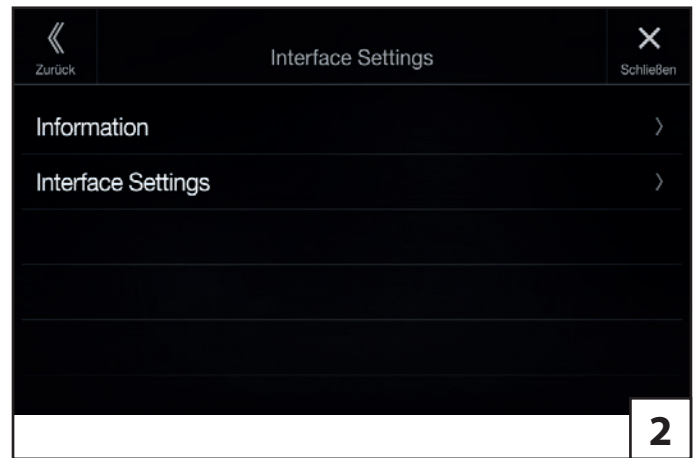 Zurück
Interface Settings
Schließen
Information
Interface Settings
2